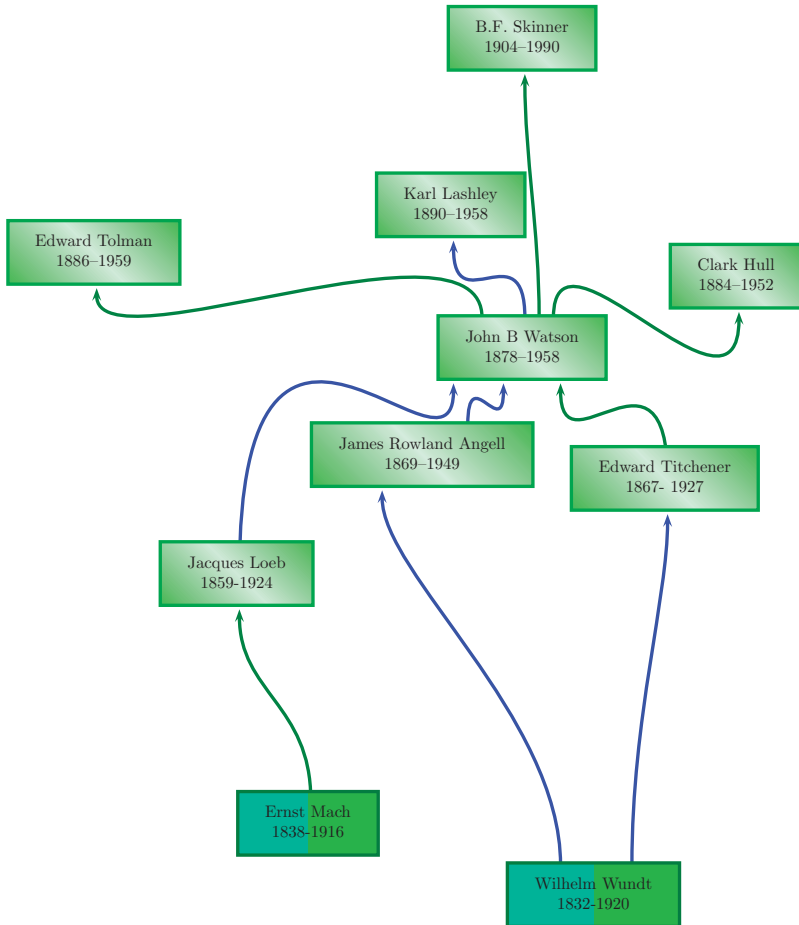 B.F. Skinner
1904–1990
Karl Lashley
1890–1958
Edward Tolman
1886–1959
Clark Hull
1884–1952
John B Watson
1878–1958
James Rowland Angell
1869–1949
Edward Titchener
1867- 1927
Jacques Loeb
1859-1924
Ernst Mach
1838-1916
Wilhelm Wundt
1832-1920